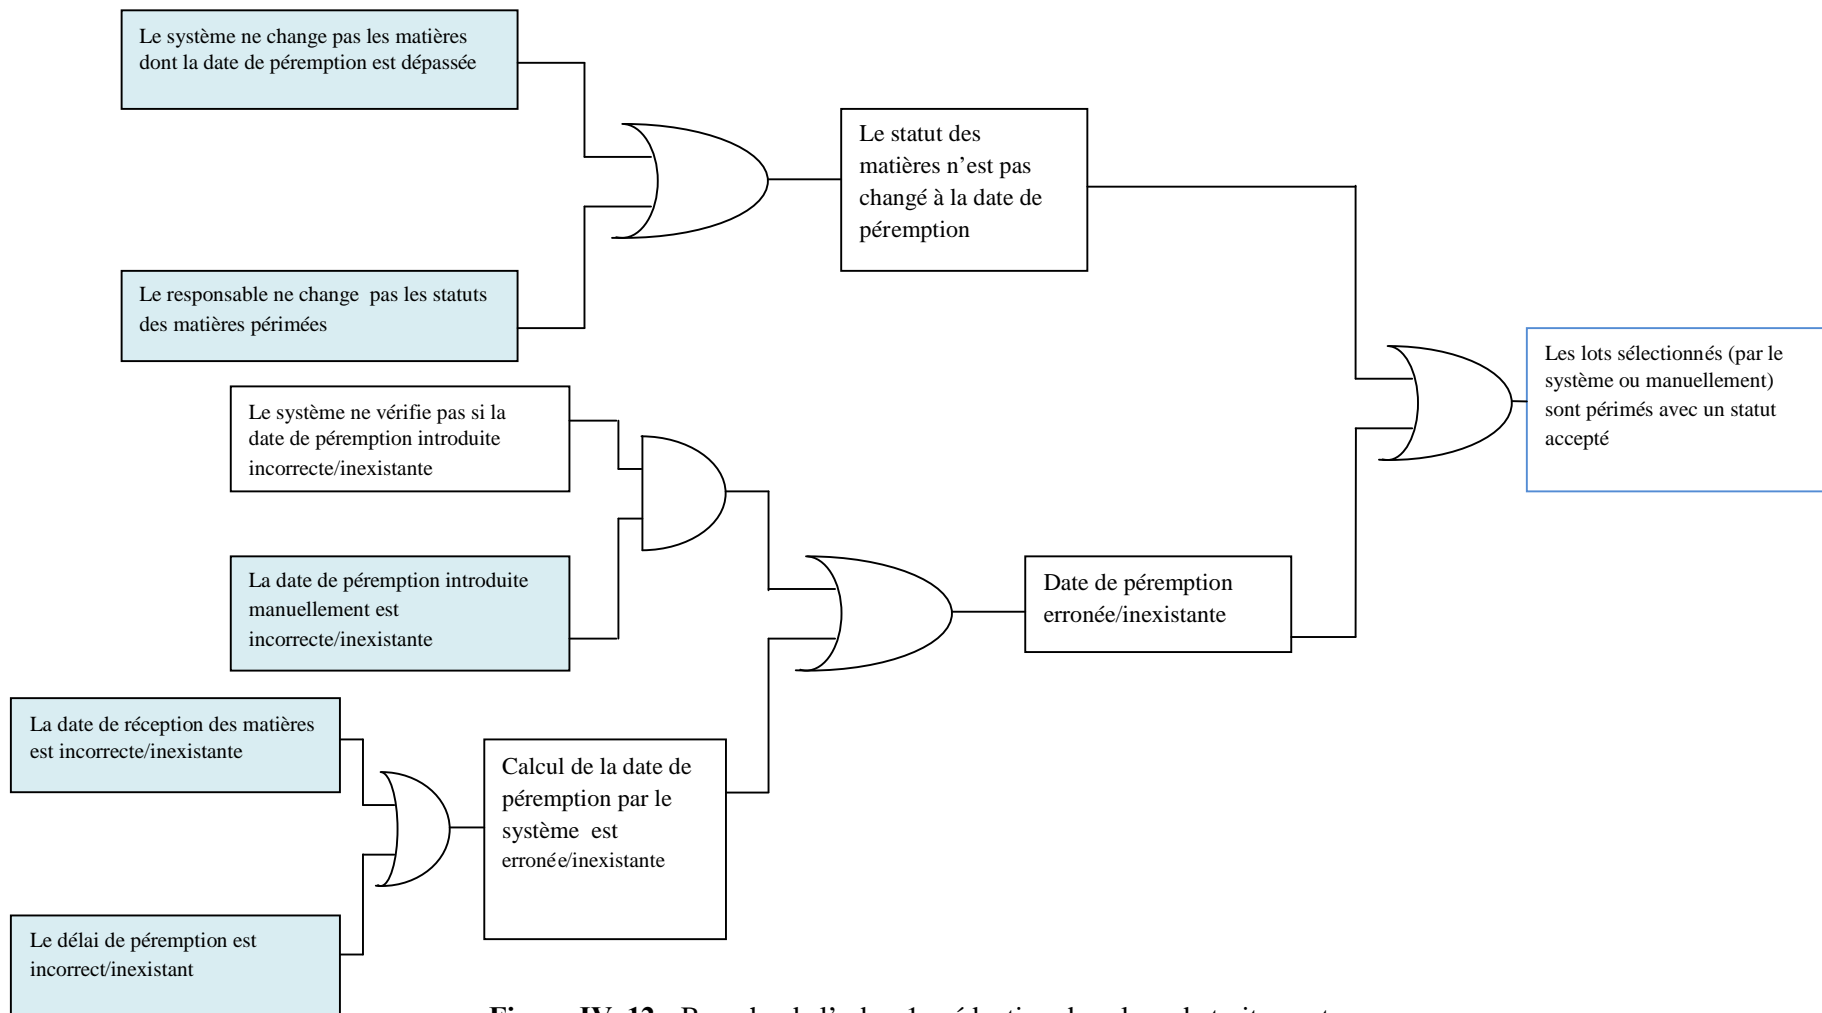 Le système ne change pas les matières
dont la date de péremption est dépassée
Le statut des
matières n’est pas
changé à la date de
péremption
Le responsable ne change  pas les statuts
des matières périmées
Les lots sélectionnés (par le
système ou manuellement)
sont périmés avec un statut
accepté
Le système ne vérifie pas si la
date de péremption introduite
incorrecte/inexistante
La date de péremption introduite
manuellement est
incorrecte/inexistante
Date de péremption
erronée/inexistante
La date de réception des matières
est incorrecte/inexistante
Calcul de la date de
péremption par le
système  est
erronée/inexistante
Le délai de péremption est
incorrect/inexistant